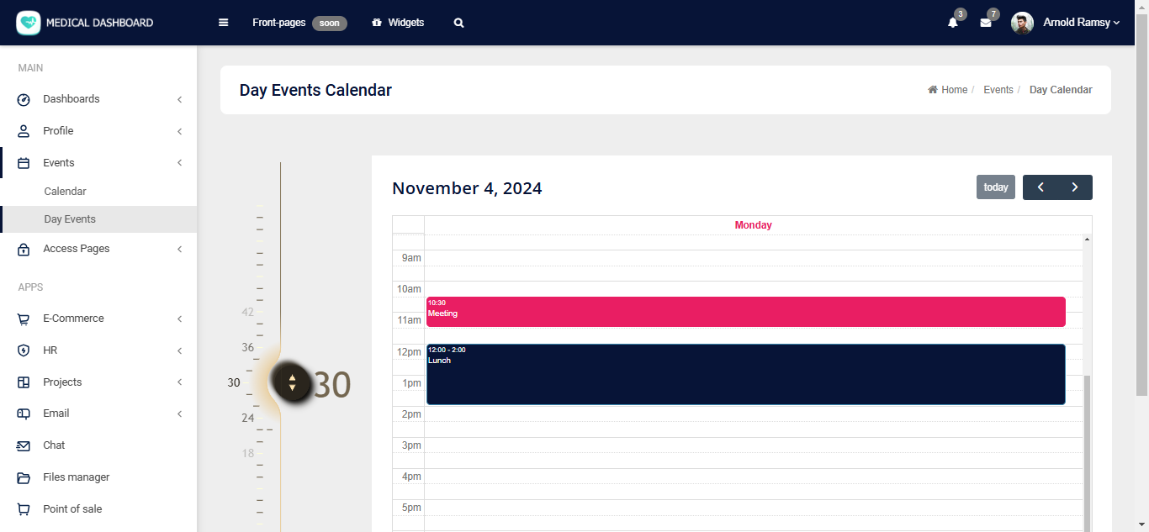 MEDICAL DASHBOARD
Front-pages soon
Widgets
3
7
Arnold Ramsy
MAIN
Dashboards
Profile
Events
Calendar
Day Events
Access Pages
APPS
E-Commerce
HR
Projects
Email
Chat
Files manager
Point of sale
Day Events Calendar
Home / Events / Day Calendar
42
36
30
24
18
30
November 4, 2024
today
Monday
9am
10am
10:30
Meeting
11am
12pm
12:00 - 2:00
Lunch
1pm
2pm
3pm
4pm
5pm